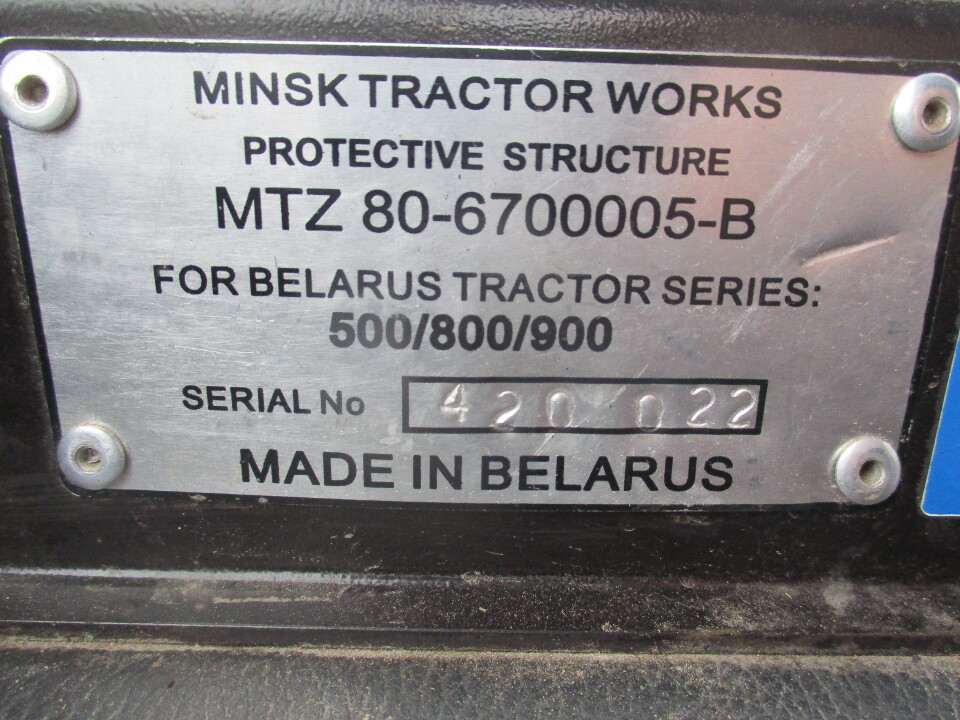 MINSK TRACTOR WORKS
PROTECTIVE STRUCTURE
MTZ 80-6700005-B
FOR BELARUS TRACTOR SERIES:
500/800/900
SERIAL No 420 022
MADE IN BELARUS